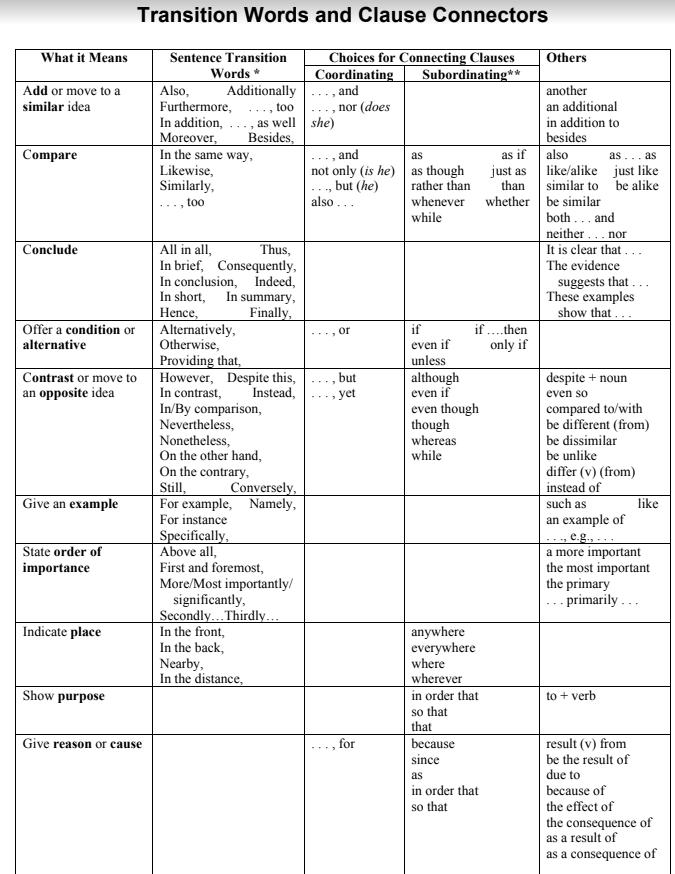 Transition Words and Clause Connectors
What it Means Sentence Transition Words * Choices for Connecting Clauses Others
Coordinating Subordinating**
Add or move to a similar idea
Also, Additionally
Furthermore, . . . , too
In addition, . . . , as well
Moreover, Besides,
. . . , and
. . . , nor (does
she)
another
an additional
in addition to
besides
Compare
In the same way,
Likewise,
Similarly,
. . . , too
. . . , and
not only (is he)
. . ., but (he)
also . . .
as as if
as though just as
rather than than
whenever whether
while
also as . . . as
like/alike just like
similar to be alike
be similar
both . . . and
neither . . . nor
Conclude
All in all, Thus,
In brief, Consequently,
In conclusion, Indeed,
In short, In summary,
Hence, Finally,
It is clear that . . .
The evidence
suggests that . . .
These examples
show that . . .
Offer a condition or
alternative
Alternatively,
Otherwise,
Providing that,
. . . , or
if if ….then
even if only if
unless
Contrast or move to
an opposite idea
However, Despite this,
In contrast, Instead,
In/By comparison,
Nevertheless,
Nonetheless,
On the other hand,
On the contrary,
Still, Conversely,
. . . , but
. . . , yet
although
even if
even though
though
whereas
while
despite + noun
even so
compared to/with
be different (from)
be dissimilar
be unlike
differ (v) (from)
instead of
Give an example
For example, Namely,
For instance
Specifically,
such as like
an example of
. . ., e.g., . . .
State order of
importance
Above all,
First and foremost,
More/Most importantly/
significantly,
Secondly…Thirdly…
a more important
the most important
the primary
. . . primarily . . .
Indicate place
In the front,
In the back,
Nearby,
In the distance,
anywhere
everywhere
where
wherever
Show purpose
in order that
so that
that
to + verb
Give reason or cause
. . . , for
because
since
as
in order that
so that
result (v) from
be the result of
due to
because of
the effect of
the consequence of
as a result of
as a consequence of